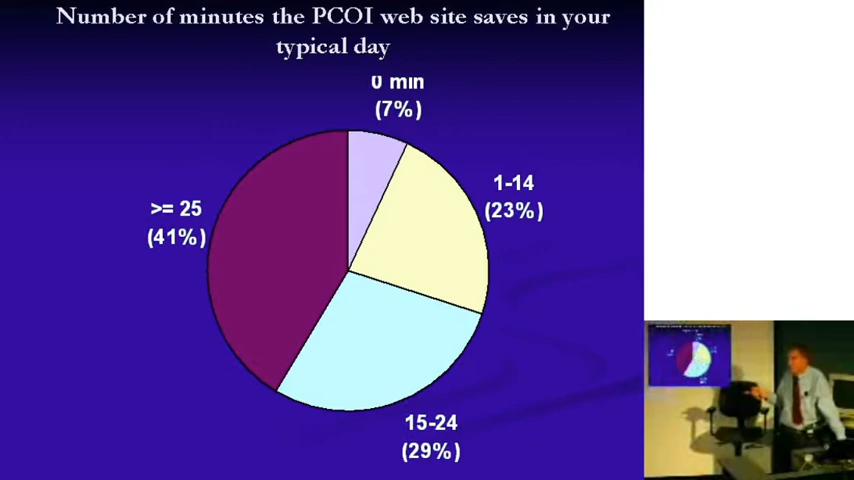 Number of minutes the PCOI web site saves in your
typical day
0 min
(7%)
1-14
(23%)
>= 25
(41%)
15-24
(29%)